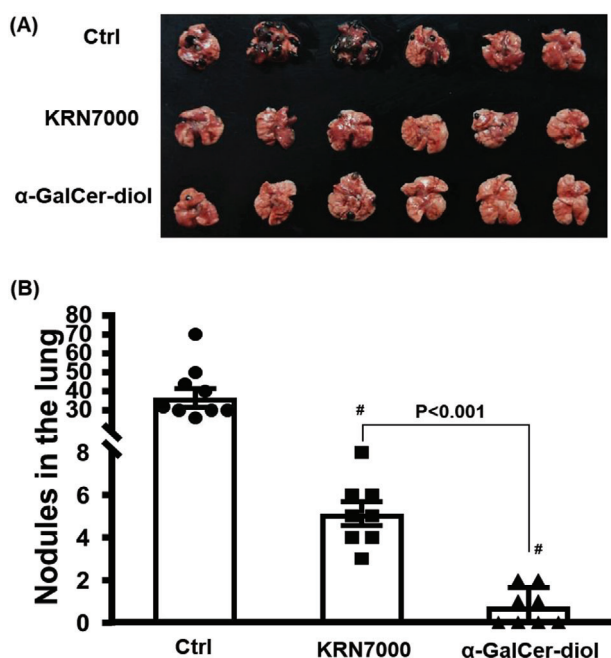 (A)
Ctrl
KRN7000
α-GalCer-diol
(B)
Nodules in the lung
80
70
60
50
40
30
8
6
4
2
0
#
P<0.001
#
Ctrl
KRN7000
α-GalCer-diol